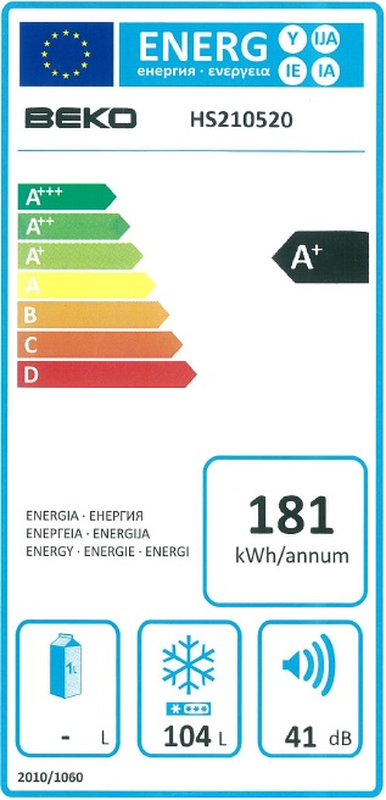 ENERG Y IJA
енергия · ενεργεια IE IA
BEKO HS210520
A+++
A++
A+
A+
A
B
C
D
181
kWh/annum
ENERGIA · ЕНЕРГИЯ
ΕΝΕΡΓΕΙΑ · ENERGIJA
ENERGY · ENERGIE · ENERGI
1L
- L
104 L
41 dB
2010/1060